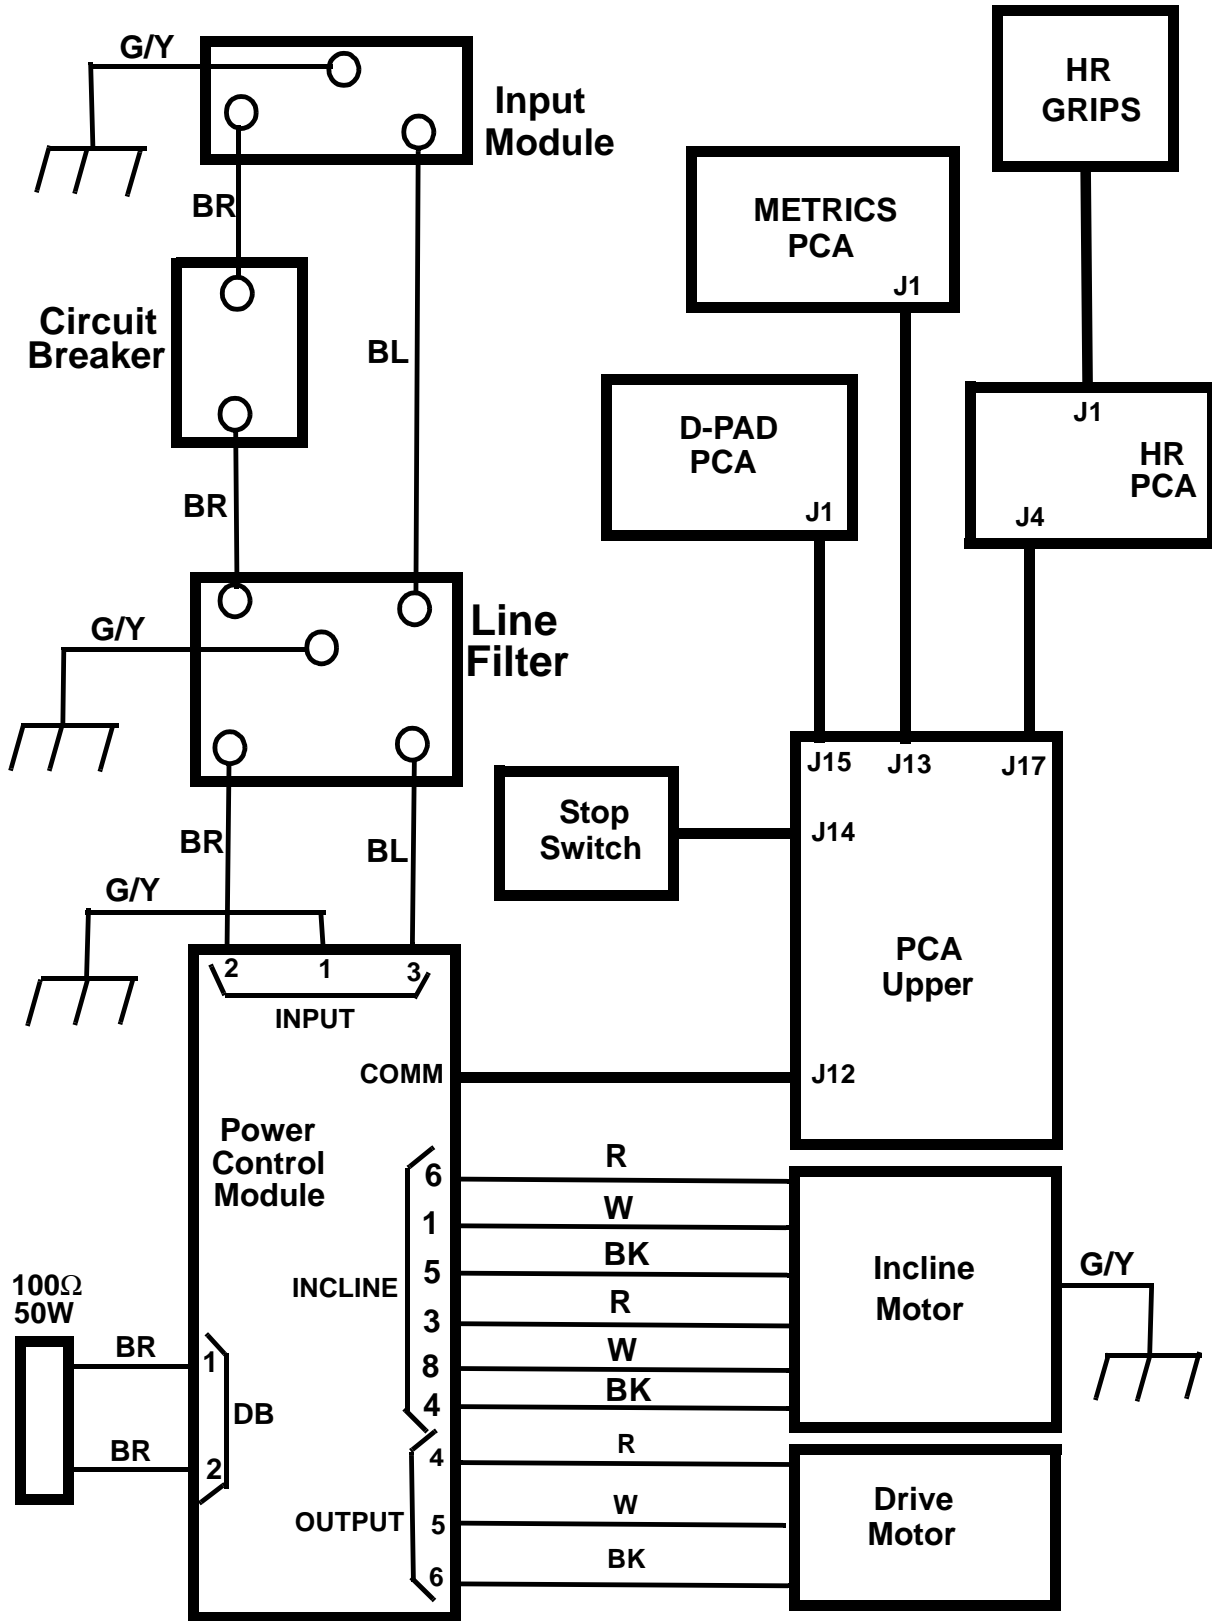 G/Y
Input
Module
BR
Circuit
Breaker
BL
BR
G/Y
Line
Filter
BR
BL
G/Y
2
1
3
INPUT
COMM
Power
Control
Module
INCLINE
6
1
5
3
8
4
100Ω
50W
BR
1
DB
BR
2
OUTPUT
4
5
6
HR
GRIPS
METRICS
PCA
J1
D-PAD
PCA
J1
J1
HR
PCA
J4
J15
J13
J17
Stop
Switch
J14
PCA
Upper
J12
R
W
BK
R
W
BK
Incline
Motor
G/Y
R
W
BK
Drive
Motor